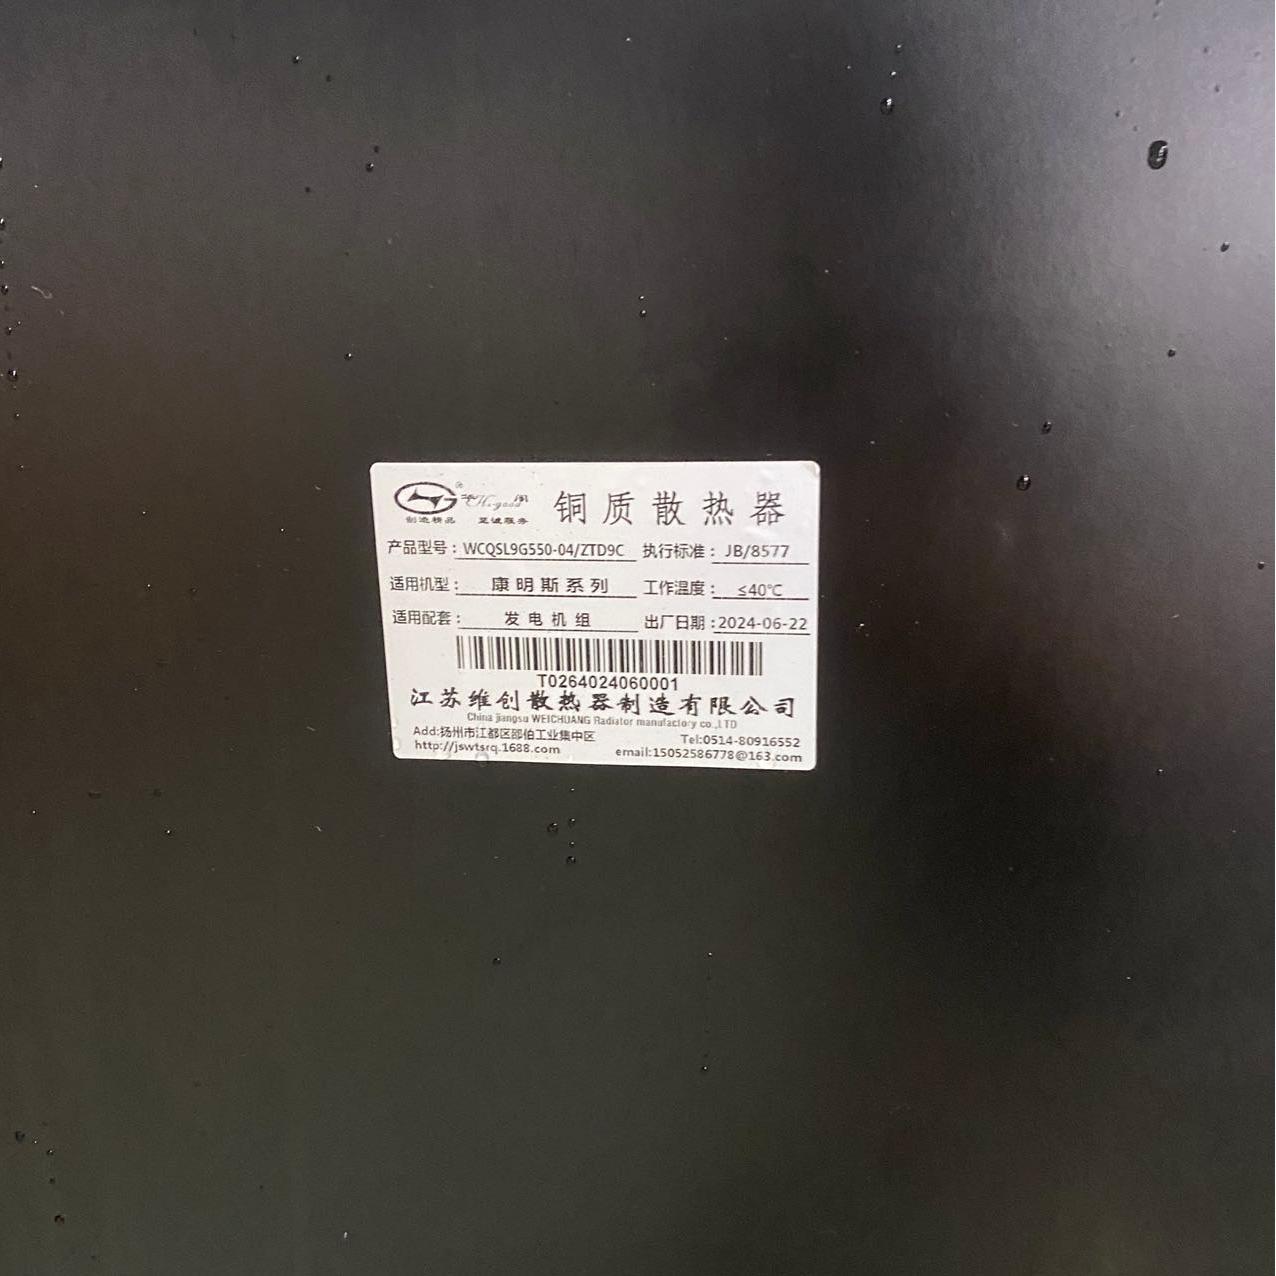 铜质散热器
制造精品 至诚服务
产品型号：WCQSL9G550-04/ZTD9C 执行标准：JB/8577
适用机型：康明斯系列 工作温度：≤40℃
适用配套：发电机组 出厂日期：2024-06-22
T0264024060001
江苏维创散热器制造有限公司
China jiangsu WEICHUANG Radiator manufactory co.,LTD
Add:扬州市江都区邵伯工业集中区 Tel:0514-80916552
http://jswtsrq.1688.com email:15052586778@163.com